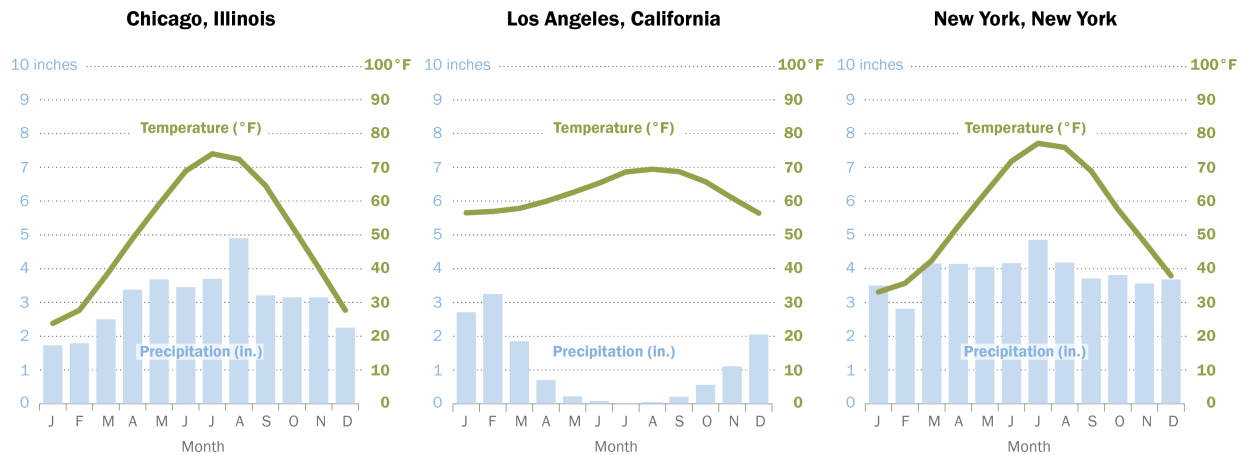 Chicago, Illinois
10 inches 100°F
9 90
Temperature (°F)
8 80
7 70
6 60
5 50
4 40
3 30
2 20
Precipitation (in.)
1 10
0 0
J F M A M J J A S O N D
Month
Los Angeles, California
10 inches 100°F
9 90
Temperature (°F)
8 80
7 70
6 60
5 50
4 40
3 30
2 20
Precipitation (in.)
1 10
0 0
J F M A M J J A S O N D
Month
New York, New York
10 inches 100°F
9 90
Temperature (°F)
8 80
7 70
6 60
5 50
4 40
3 30
2 20
Precipitation (in.)
1 10
0 0
J F M A M J J A S O N D
Month